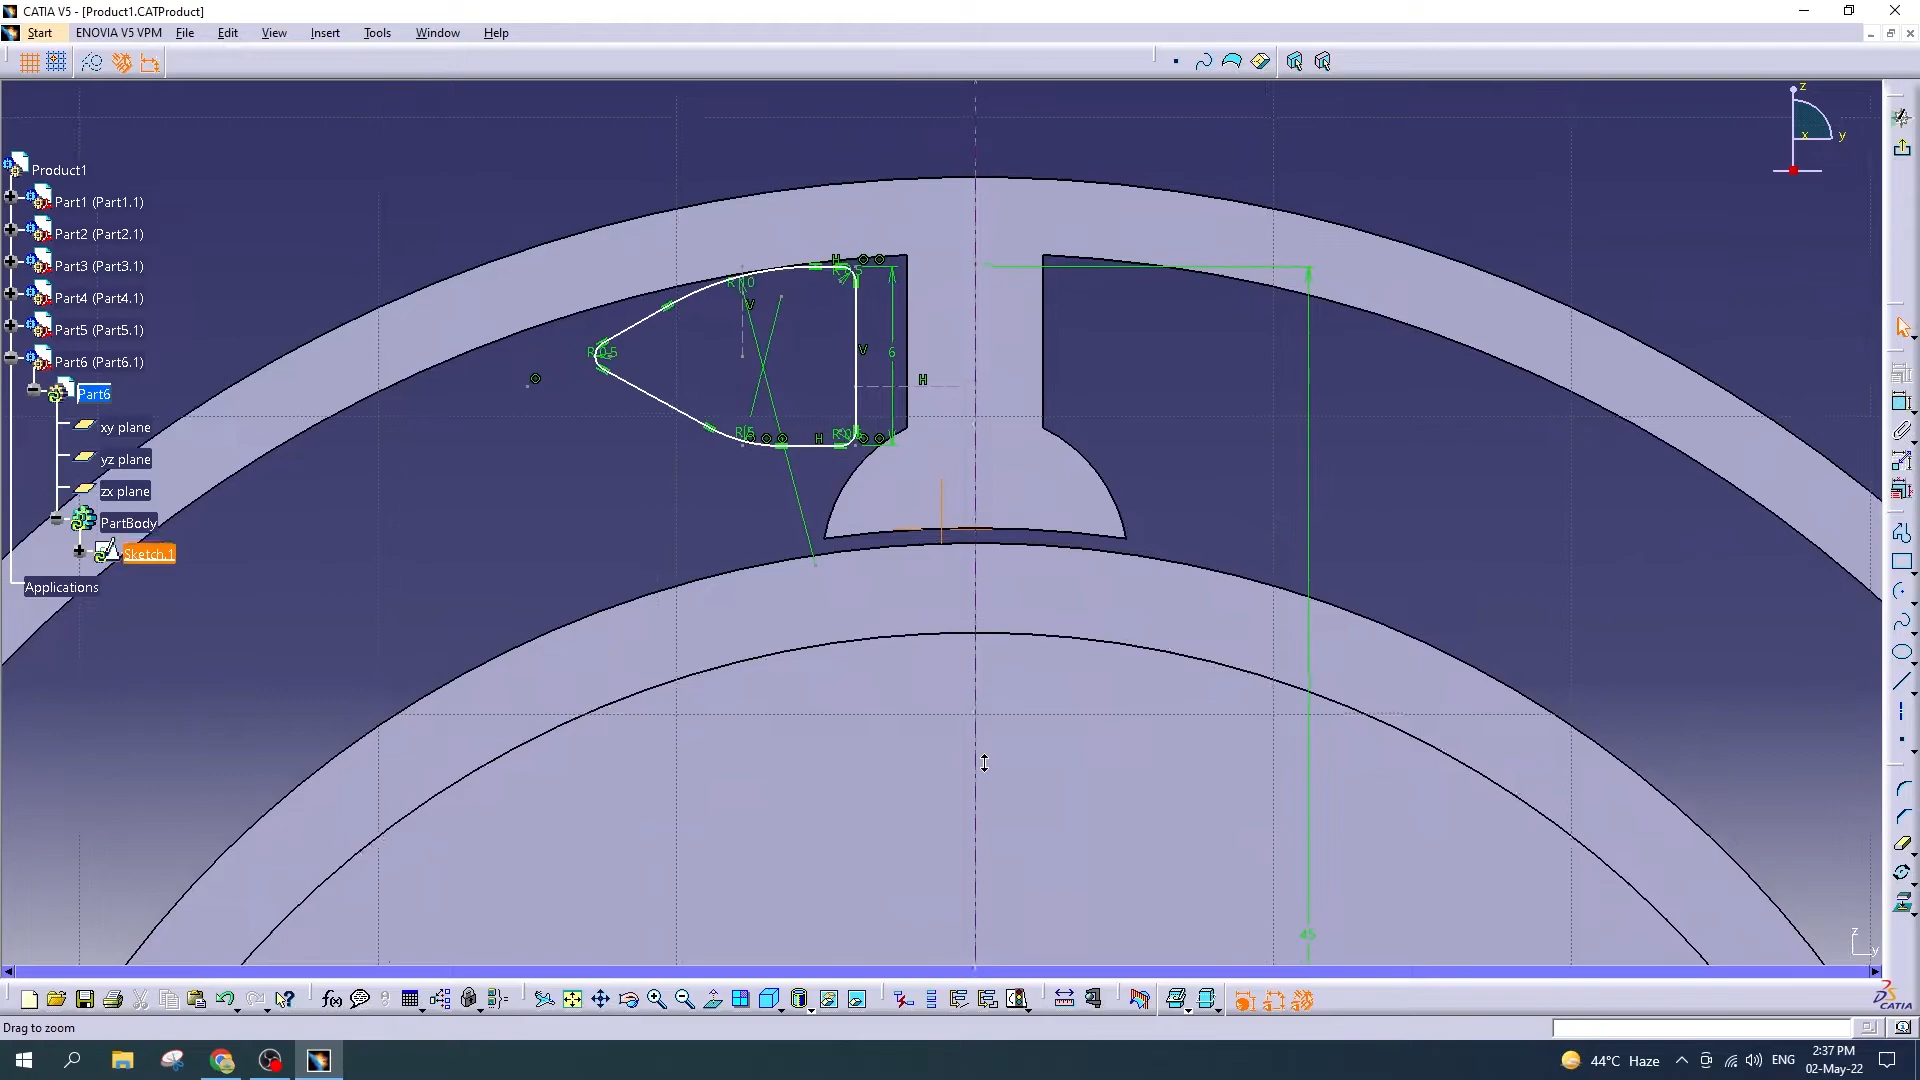 CATIA V5 - [Product1.CATProduct]
Start ENOVIA V5 VPM File Edit View Insert Tools Window Help
z
x y
Product1
Part1 (Part1.1)
Part2 (Part2.1)
Part3 (Part3.1)
Part4 (Part4.1)
Part5 (Part5.1)
Part6 (Part6.1)
Part6
xy plane
yz plane
zx plane
PartBody
Sketch.1
Applications
H
R 10
V
V
6
H
R 5
H
45
z
y
CATIA
Drag to zoom
44°C Haze
ENG
2:37 PM
02-May-22